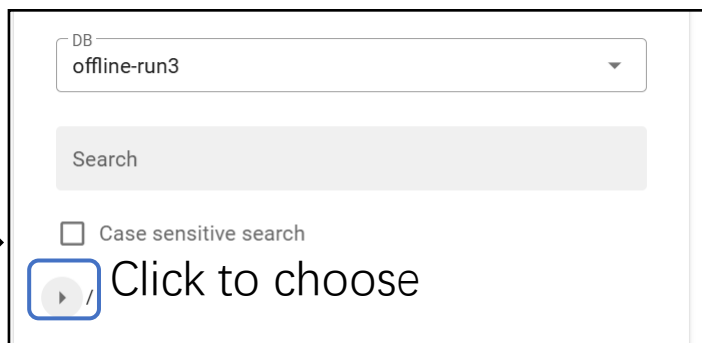 DB
offline-run3
Search
Case sensitive search
/ Click to choose